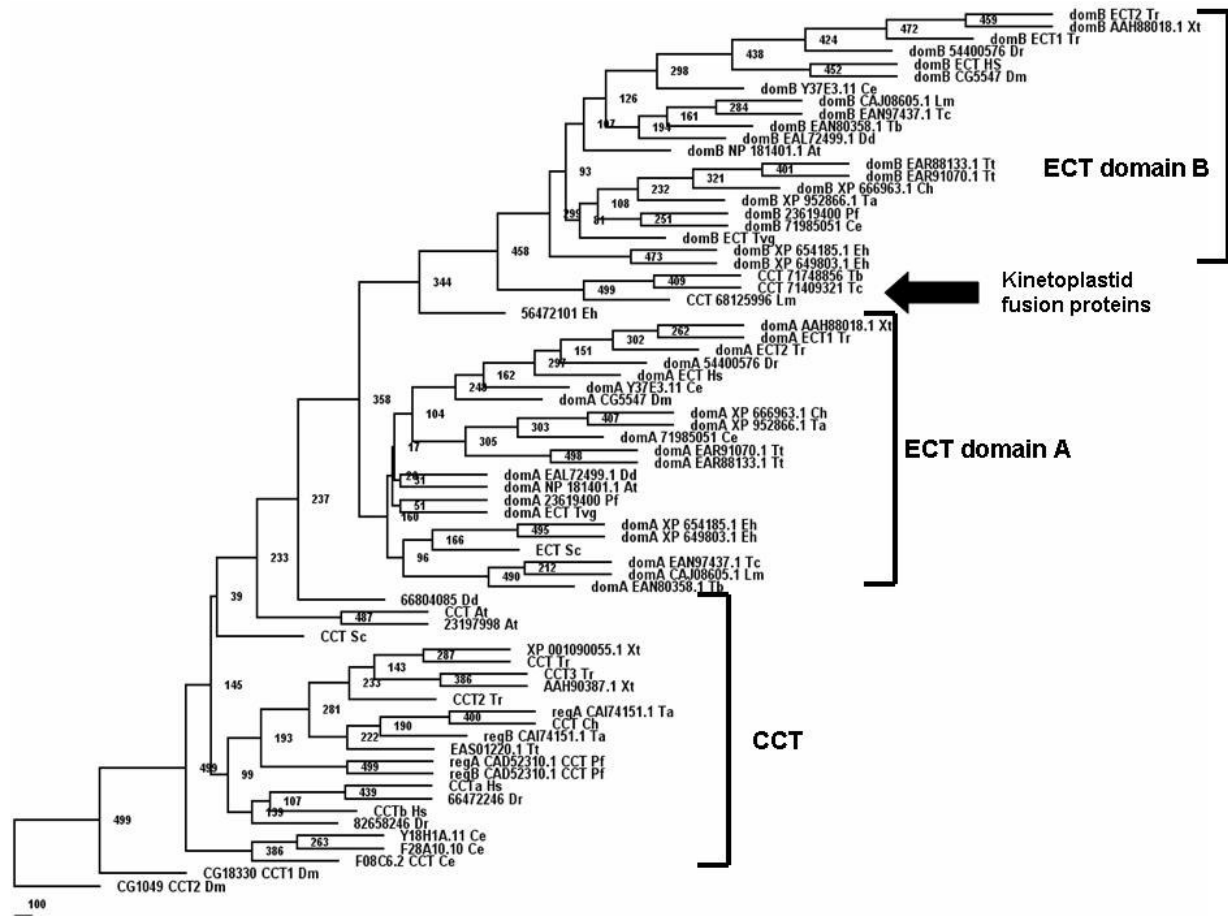 domB ECT2 Tr
459
domB AAH88018.1 Xt
472
domB ECT1 Tr
424
domB 54400576 Dr
438
domB ECT HS
452
domB CG5547 Dm
298
domB Y37E3.11 Ce
126
domB CAJ08605.1 Lm
284
domB EAN97437.1 Tc
161
107
194
domB EAN80358.1 Tb
domB EAL72499.1 Dd
domB NP 181401.1 At
ECT domain B
93
domB EAR88133.1 Tt
401
domB EAR91070.1 Tt
321
domB XP 666963.1 Ch
232
domB XP 952866.1 Ta
108
299
81
domB 23619400 Pf
251
domB 71985051 Ce
domB ECT Tvg
458
domB XP 654185.1 Eh
473
domB XP 649803.1 Eh
344
CCT 71748856 Tb
409
CCT 71409321 Tc
499
CCT 68125996 Lm
Kinetoplastid
fusion proteins
56472101 Eh
domA AAH88018.1 Xt
262
domA ECT1 Tr
302
domA ECT2 Tr
151
domA 54400576 Dr
297
domA ECT Hs
162
domA Y37E3.11 Ce
248
domA CG5547 Dm
358
104
domA XP 666963.1 Ch
407
domA XP 952866.1 Ta
303
domA 71985051 Ce
305
17
domA EAR91070.1 Tt
498
domA EAR88133.1 Tt
ECT domain A
domA EAL72499.1 Dd
31
domA NP 181401.1 At
237
domA 23619400 Pf
51
domA ECT Tvg
160
domA XP 654185.1 Eh
495
domA XP 649803.1 Eh
166
ECT Sc
96
domA EAN97437.1 Tc
212
domA CAJ08605.1 Lm
490
domA EAN80358.1 Tb
233
66804085 Dd
39
CCT At
487
23197998 At
CCT Sc
XP 001090055.1 Xt
287
CCT Tr
143
CCT3 Tr
386
AAH90387.1 Xt
233
CCT2 Tr
145
281
regA CAI74151.1 Ta
400
CCT Ch
190
regB CAI74151.1 Ta
222
EAS01220.1 Tt
193
CCT
regA CAD52310.1 CCT Pf
499
regB CAD52310.1 CCT Pf
499
99
CCTa Hs
439
66472246 Dr
107
CCTb Hs
139
82658246 Dr
499
Y18H1A.11 Ce
263
F28A10.10 Ce
386
F08C6.2 CCT Ce
CG18330 CCT1 Dm
CG1049 CCT2 Dm
100